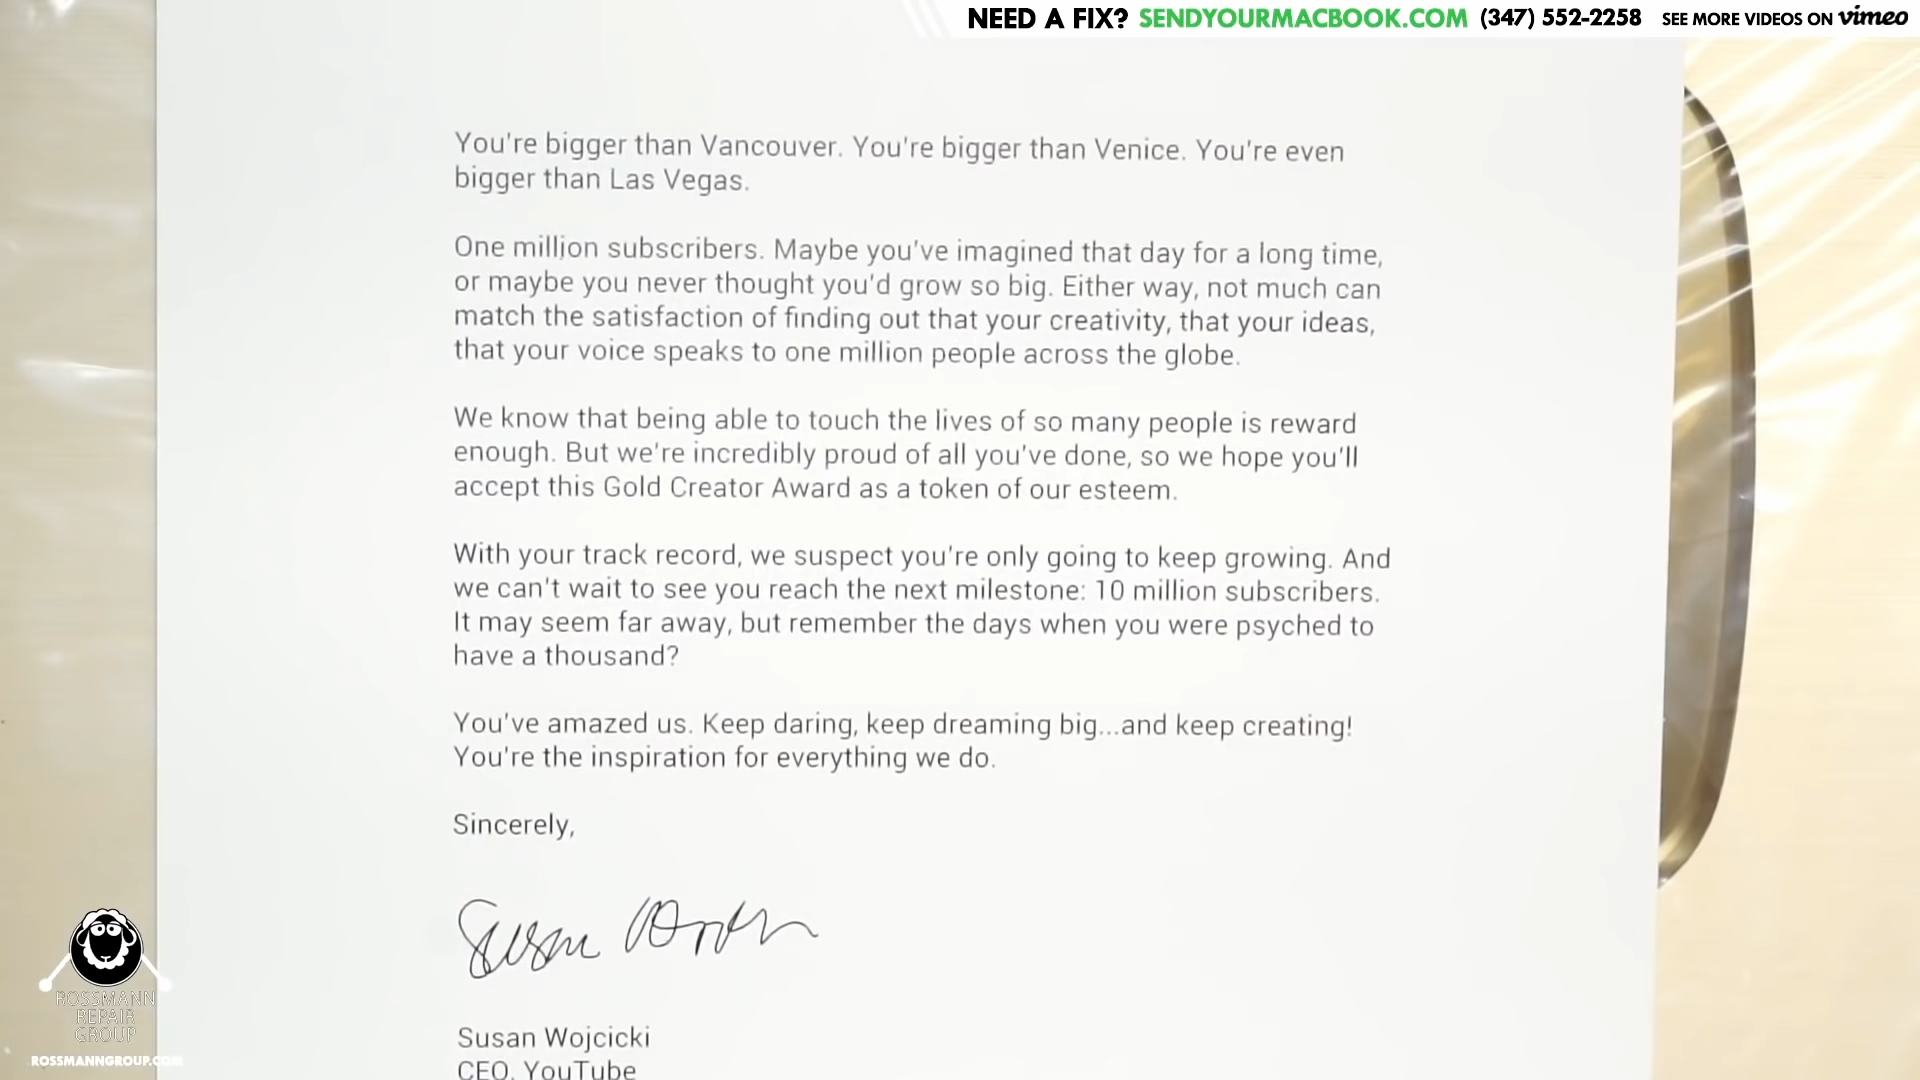 NEED A FIX? SENDYOURMACBOOK.COM (347) 552-2258 SEE MORE VIDEOS ON vimeo
You're bigger than Vancouver. You're bigger than Venice. You're even
bigger than Las Vegas.
One million subscribers. Maybe you've imagined that day for a long time,
or maybe you never thought you'd grow so big. Either way, not much can
match the satisfaction of finding out that your creativity, that your ideas,
that your voice speaks to one million people across the globe.
We know that being able to touch the lives of so many people is reward
enough. But we're incredibly proud of all you've done, so we hope you'll
accept this Gold Creator Award as a token of our esteem.
With your track record, we suspect you're only going to keep growing. And
we can't wait to see you reach the next milestone: 10 million subscribers.
It may seem far away, but remember the days when you were psyched to
have a thousand?
You've amazed us. Keep daring, keep dreaming big...and keep creating!
You're the inspiration for everything we do.
Sincerely,
Susan
Susan Wojcicki
CEO, YouTube
ROSSMANN
REPAIR
GROUP
ROSSMANNGROUP.COM